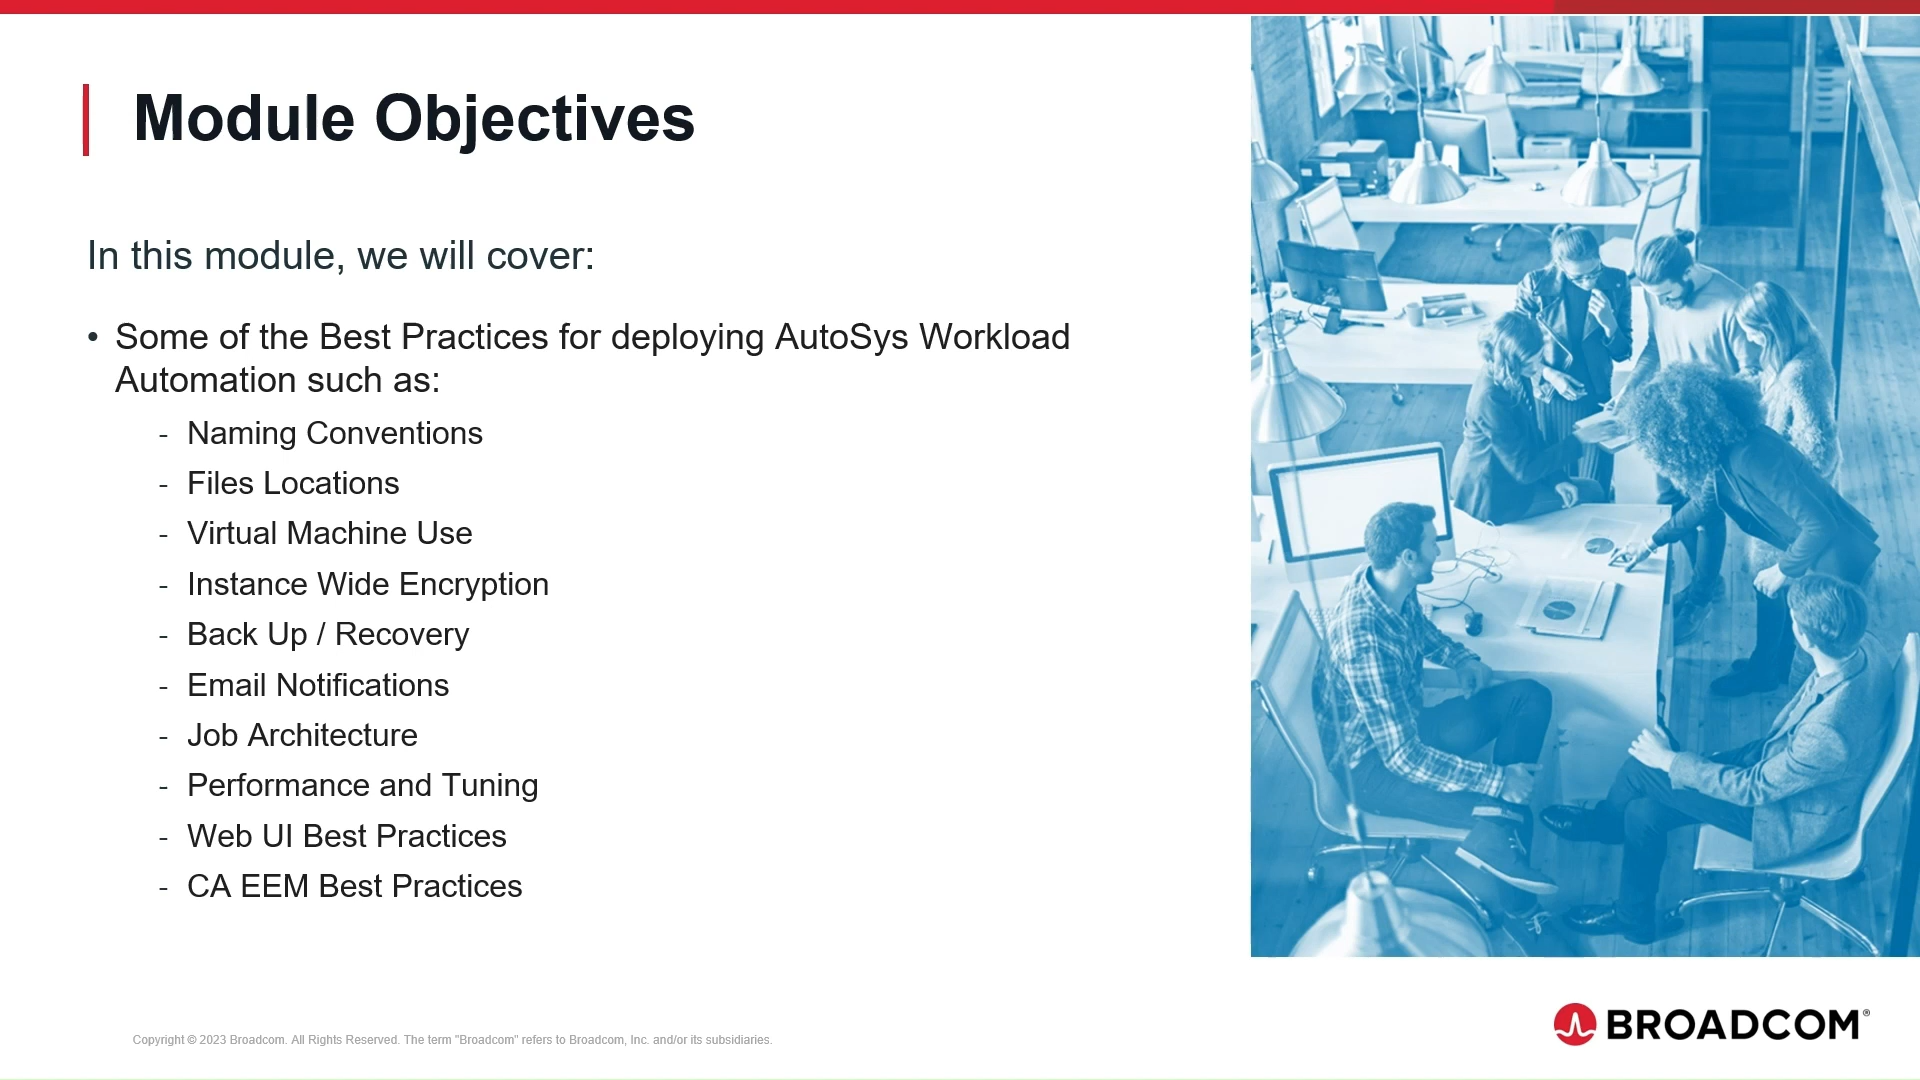 Module Objectives
In this module, we will cover:
• Some of the Best Practices for deploying AutoSys Workload
Automation such as:
- Naming Conventions
- Files Locations
- Virtual Machine Use
- Instance Wide Encryption
- Back Up / Recovery
- Email Notifications
- Job Architecture
- Performance and Tuning
- Web UI Best Practices
- CA EEM Best Practices
Copyright © 2023 Broadcom. All Rights Reserved. The term "Broadcom" refers to Broadcom, Inc. and/or its subsidiaries.
BROADCOM®